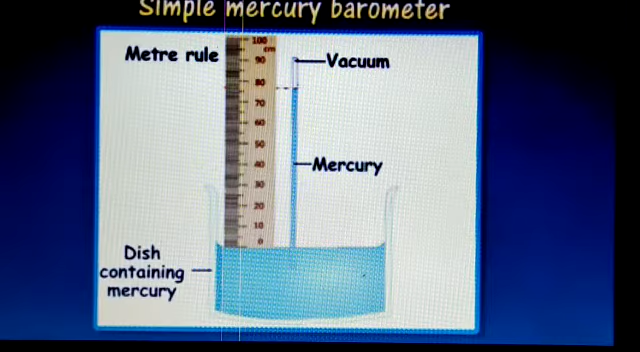 Simple mercury barometer
Metre rule
Vacuum
Mercury
Dish
containing
mercury
100
cm
90
80
70
60
50
40
30
20
10
0